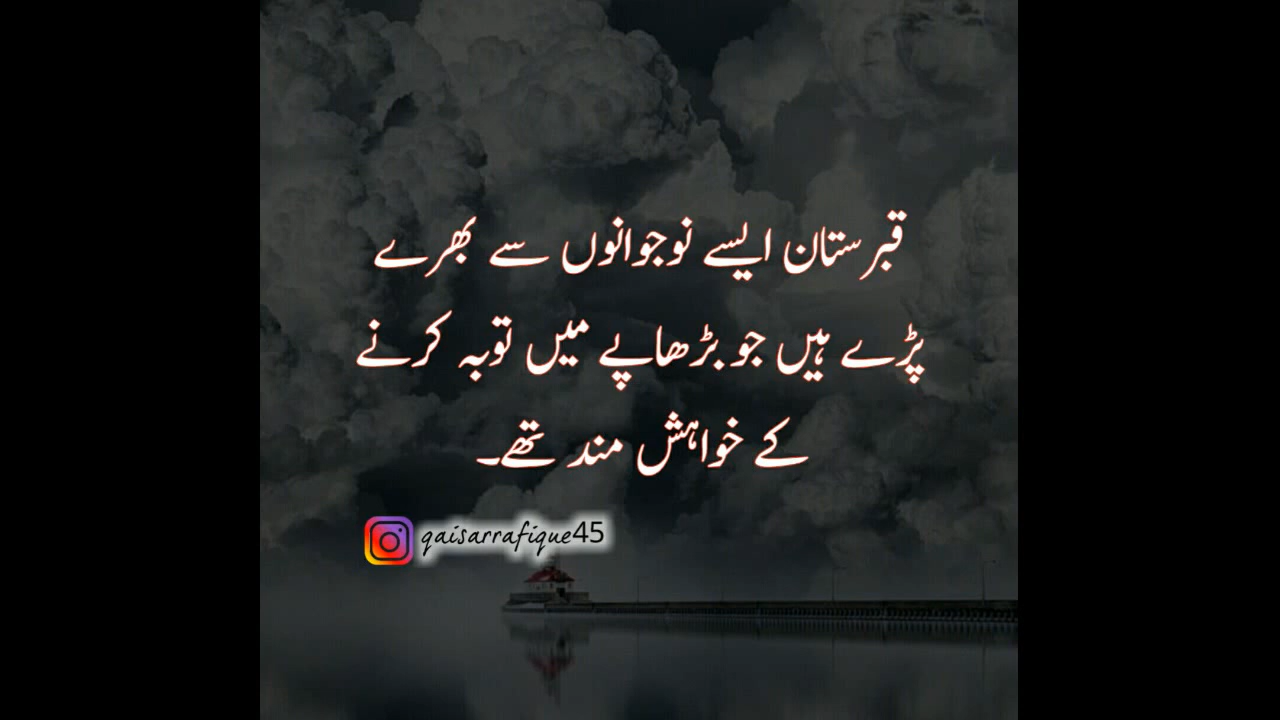 قبرستان ایسے نوجوانوں سے بھرے
پڑے ہیں جو بڑھاپے میں توبہ کرنے
کے خواہش مند تھے۔
qaisarrafique45